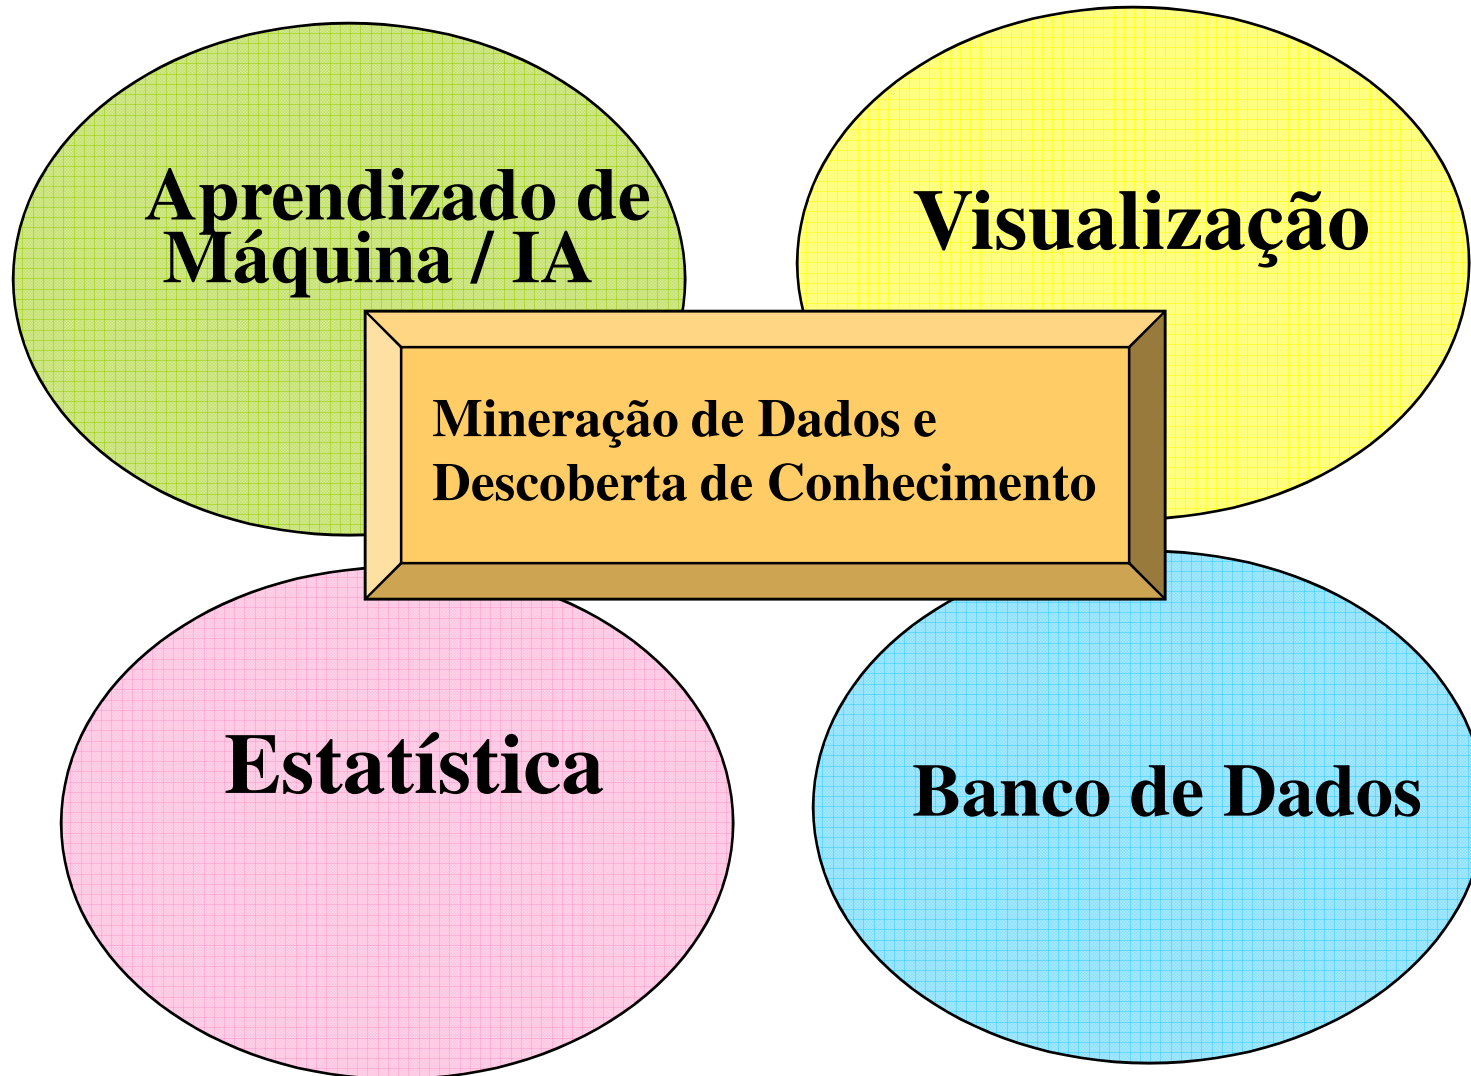 Aprendizado de
Máquina / IA
Visualização
Mineração de Dados e
Descoberta de Conhecimento
Estatística
Banco de Dados